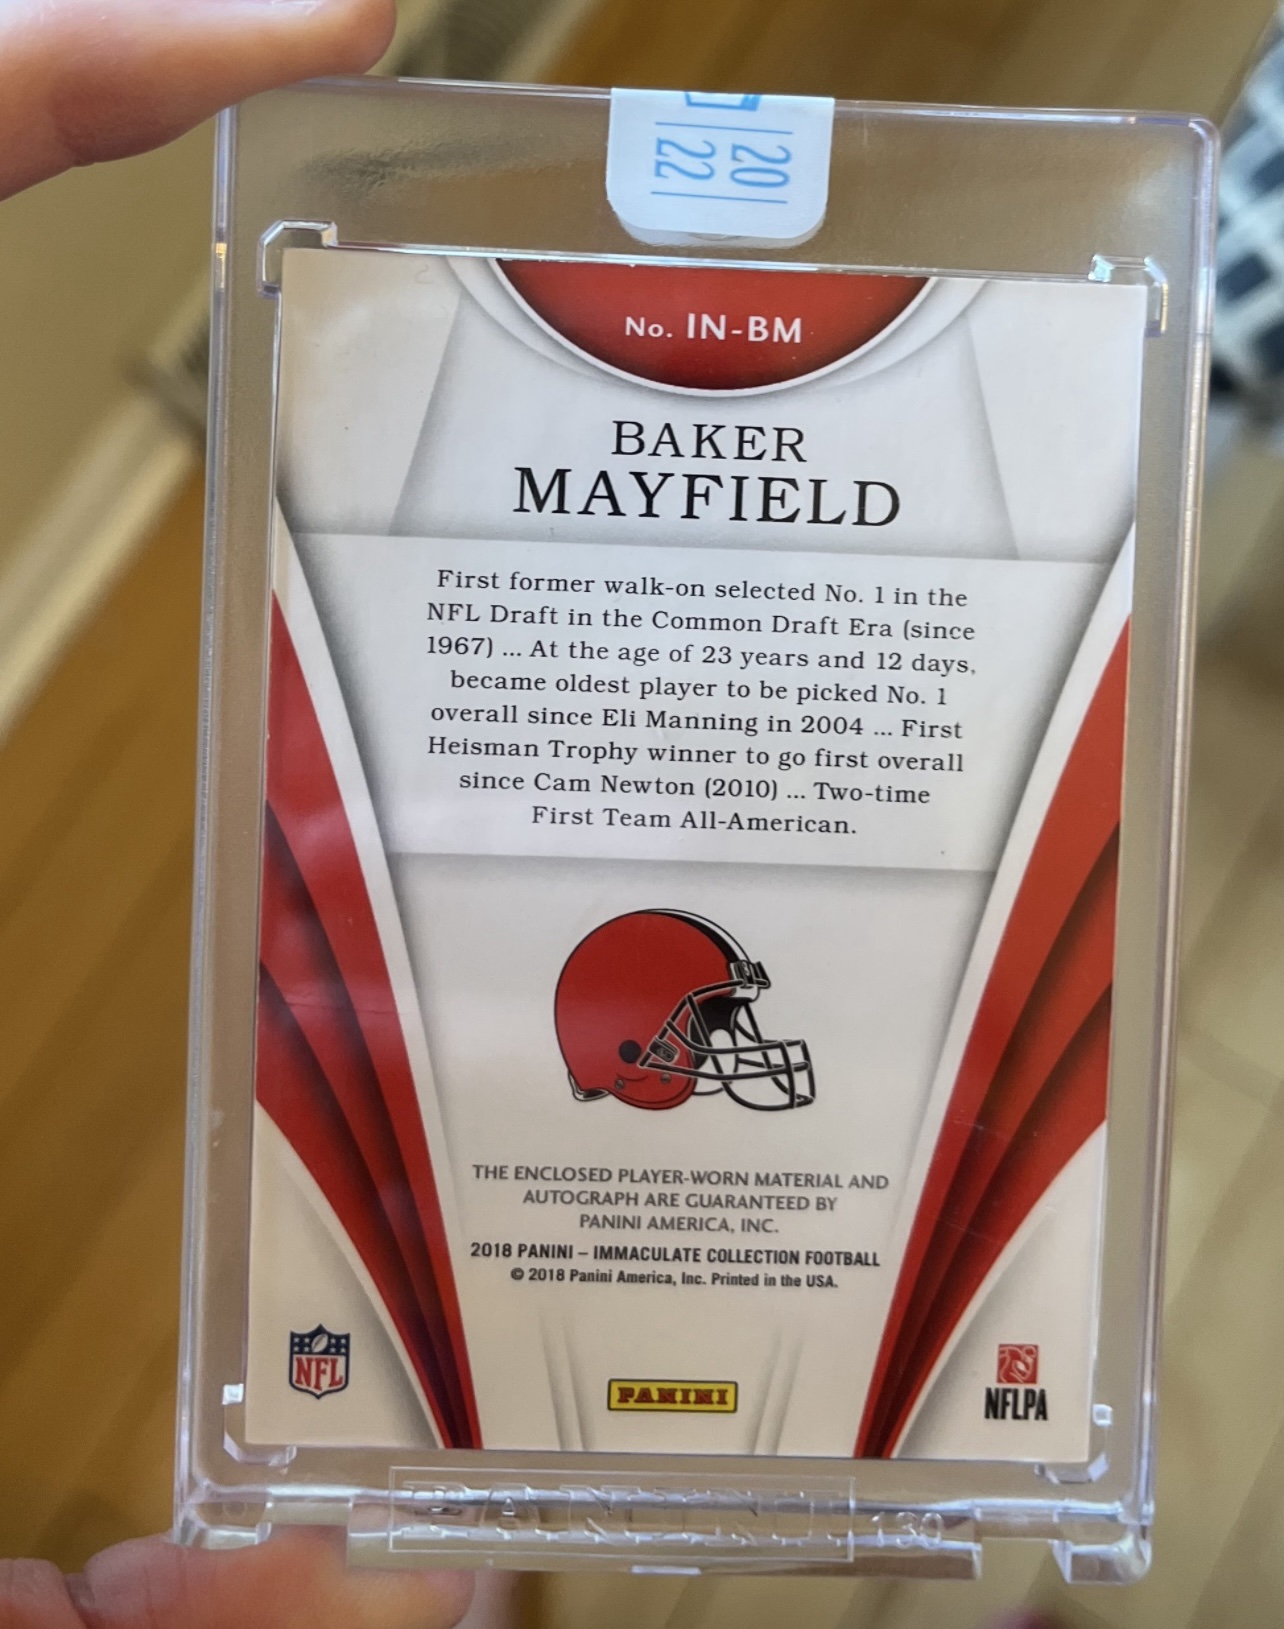 20
22
No. IN-BM
BAKER
MAYFIELD
First former walk-on selected No. 1 in the
NFL Draft in the Common Draft Era (since
1967) ... At the age of 23 years and 12 days,
became oldest player to be picked No. 1
overall since Eli Manning in 2004 ... First
Heisman Trophy winner to go first overall
since Cam Newton (2010) ... Two-time
First Team All-American.
THE ENCLOSED PLAYER-WORN MATERIAL AND
AUTOGRAPH ARE GUARANTEED BY
PANINI AMERICA, INC.
2018 PANINI – IMMACULATE COLLECTION FOOTBALL
© 2018 Panini America, Inc. Printed in the USA.
NFL
PANINI
NFLPA
PANINI 130